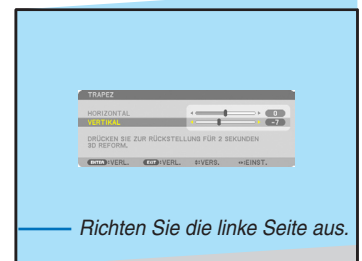 TRAPEZ
HORIZONTAL 0
VERTIKAL -7
DRÜCKEN SIE ZUR RÜCKSTELLUNG FÜR 2 SEKUNDEN
3D REFORM.
ENTER :VERL. EXIT :VERL. ↕:VERS. ↔:EINST.
Richten Sie die linke Seite aus.